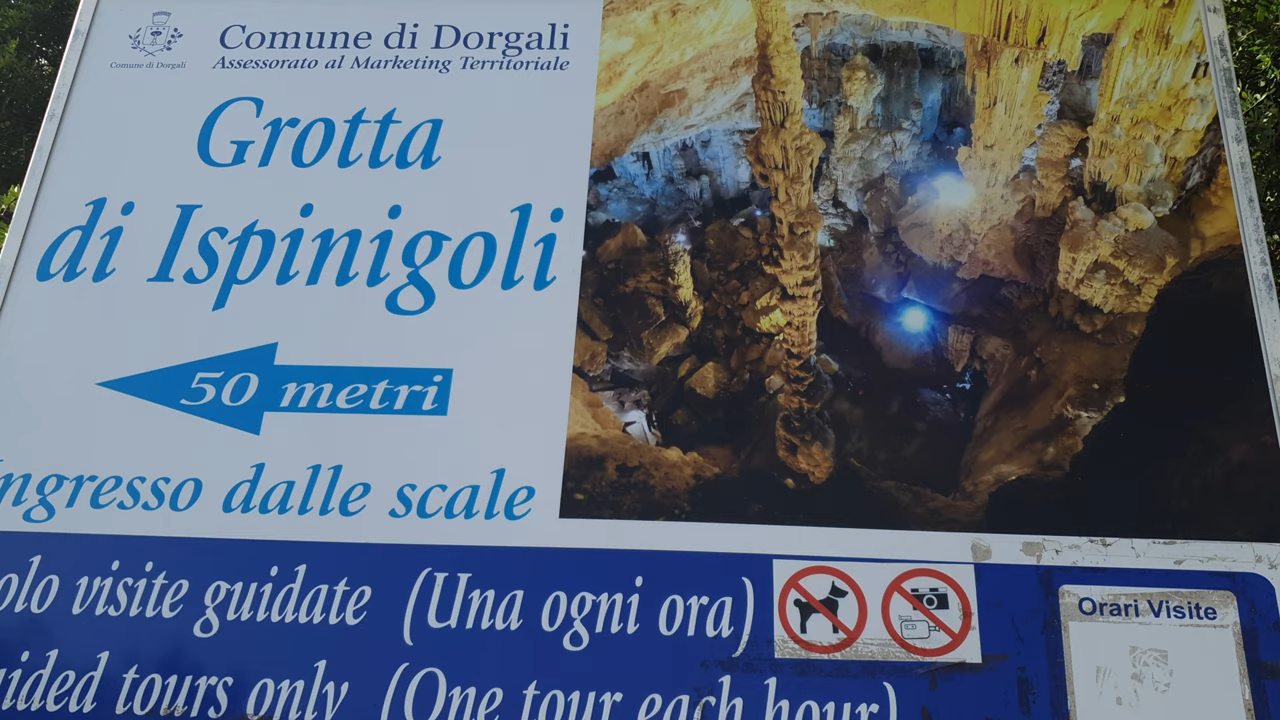 Comune di Dorgali
Comune di Dorgali
Assessorato al Marketing Territoriale
Grotta
di Ispinigoli
50 metri
ngresso dalle scale
olo visite guidate (Una ogni ora)
uided tours only (One tour each hour)
Orari Visite